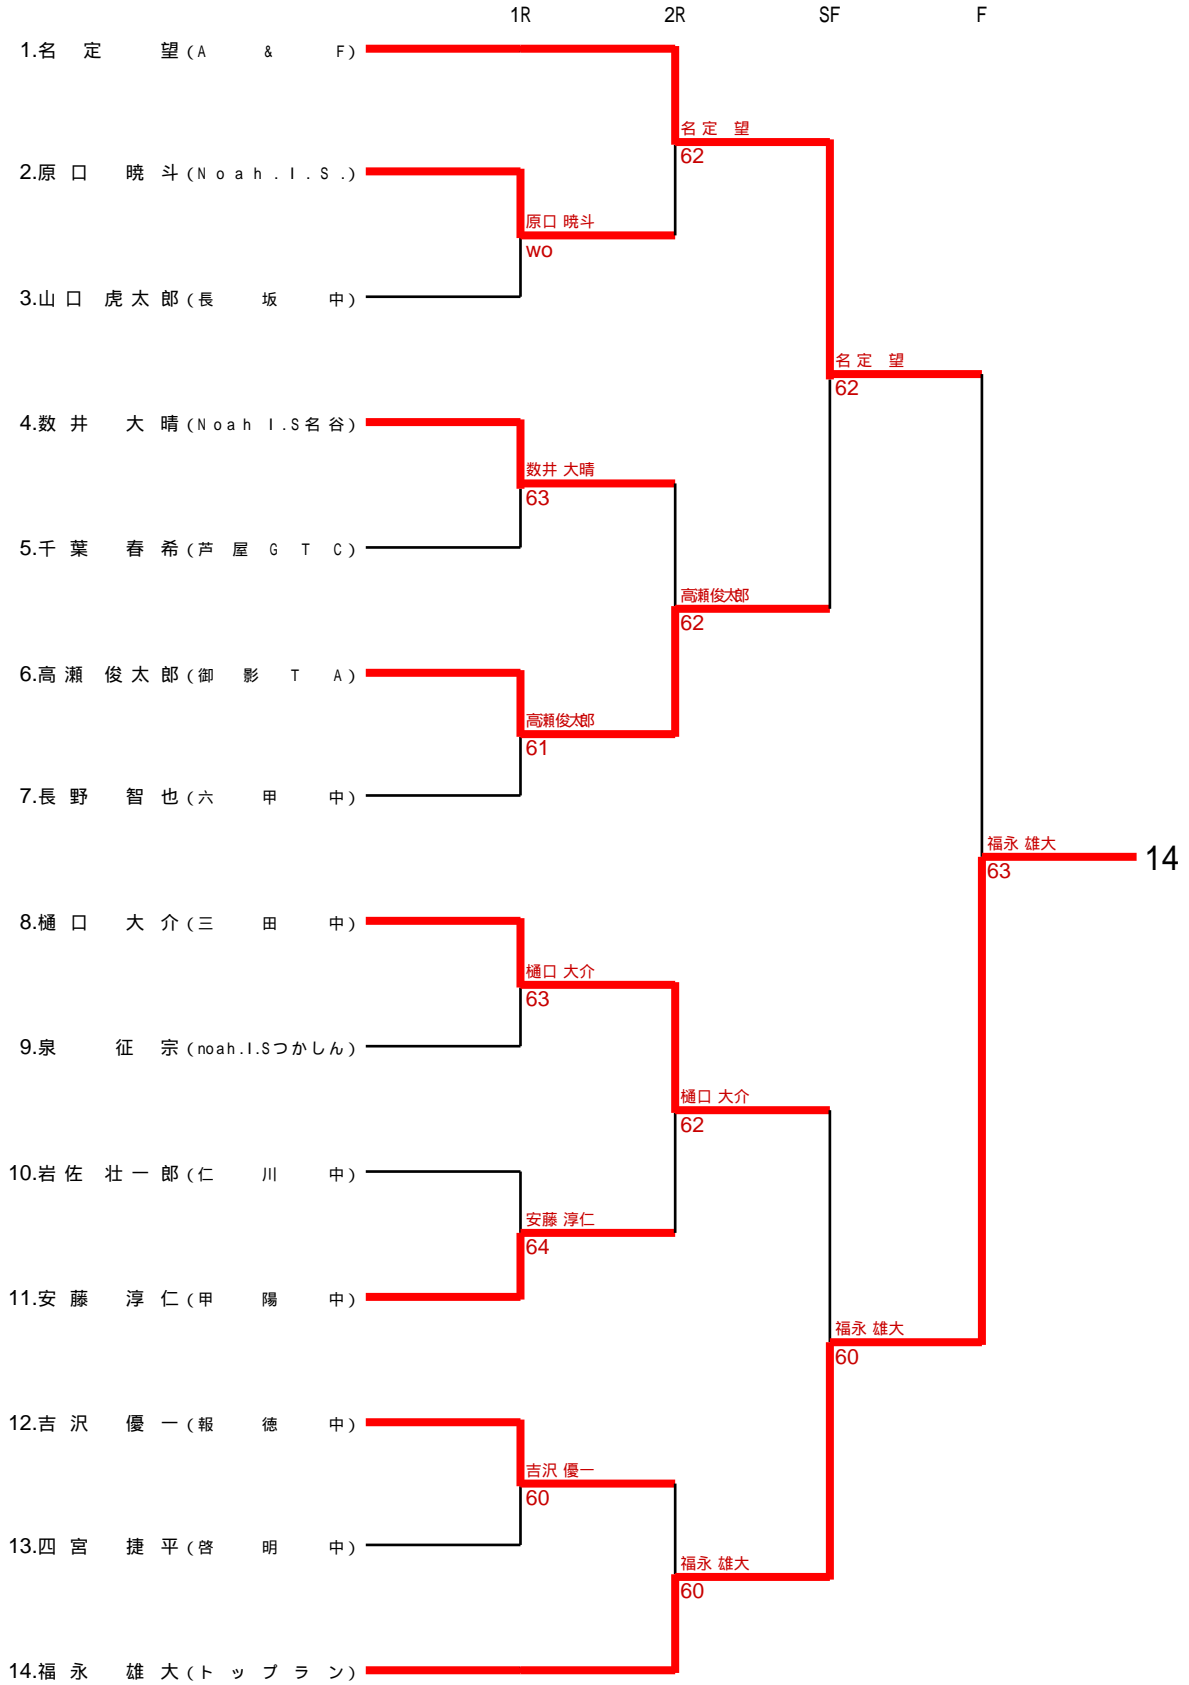 1R 2R SF F
1.名 定 望 (A & F)
名 定 望
62
2.原 口 暁 斗 (Noah.I.S.)
原口 暁斗
wo
3.山 口 虎 太 郎 (長 坂 中)
名 定 望
62
4.数 井 大 晴 (Noah I.S名谷)
数井 大晴
63
5.千 葉 春 希 (芦 屋 G T C)
高瀬俊太郎
62
6.高 瀬 俊 太 郎 (御 影 T A)
高瀬俊太郎
61
7.長 野 智 也 (六 甲 中)
福永 雄大
63
14
8.樋 口 大 介 (三 田 中)
樋口 大介
63
9.泉 征 宗 (noah.I.Sつかしん)
樋口 大介
62
10.岩 佐 壮 一 郎 (仁 川 中)
安藤 淳仁
64
11.安 藤 淳 仁 (甲 陽 中)
福永 雄大
60
12.吉 沢 優 一 (報 徳 中)
吉沢 優一
60
13.四 宮 捷 平 (啓 明 中)
福永 雄大
60
14.福 永 雄 大 (ト ッ プ ラ ン)